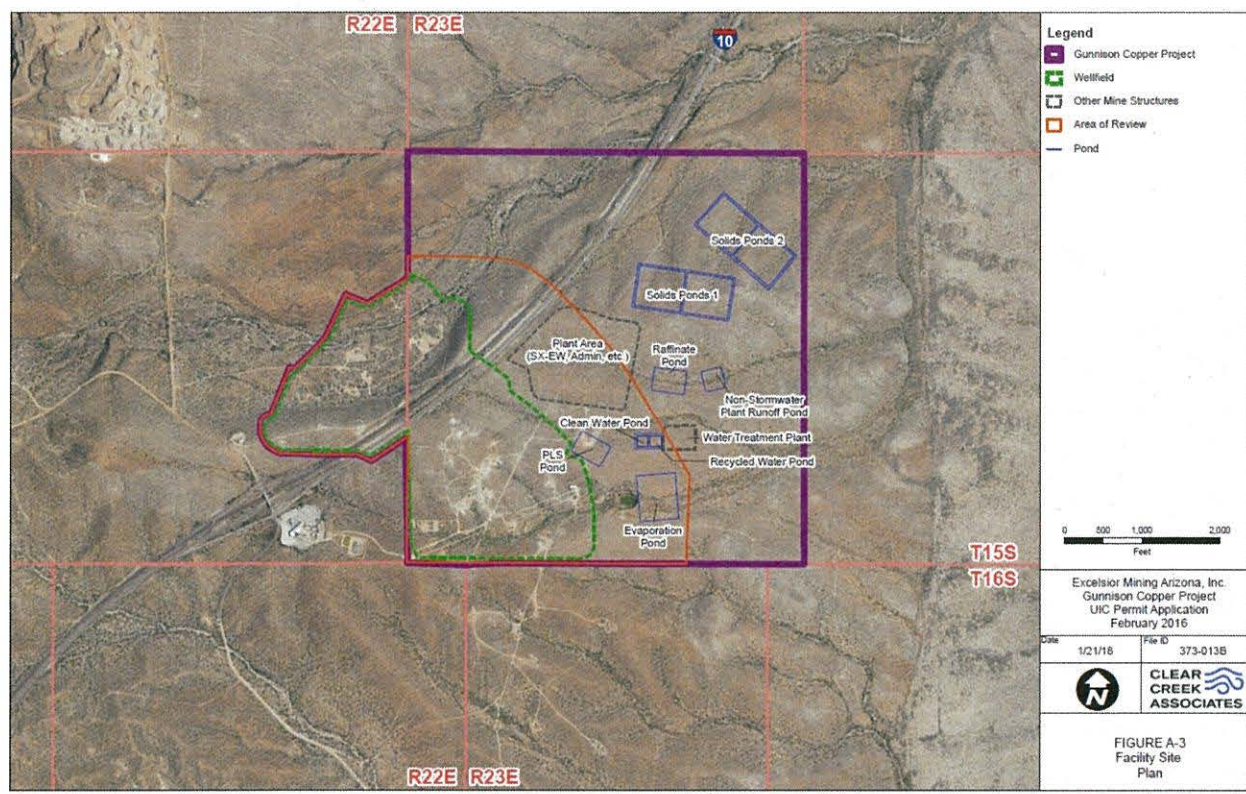 R22E R23E
10
Solids Ponds 2
Solids Ponds 1
Plant Area
(SX-EW, Admin, etc.)
Raffinate
Pond
Non-Stormwater
Plant Runoff Pond
Clean Water Pond
Water Treatment Plant
PLS
Pond
Recycled Water Pond
Evaporation
Pond
T15S
T16S
R22E R23E
Legend
Gunnison Copper Project
Wellfield
Other Mine Structures
Area of Review
Pond
0 500 1,000 2,000
Feet
Excelsior Mining Arizona, Inc.
Gunnison Copper Project
UIC Permit Application
February 2016
Date File ID
1/21/16 373-013B
N
CLEAR
CREEK
ASSOCIATES
FIGURE A-3
Facility Site
Plan